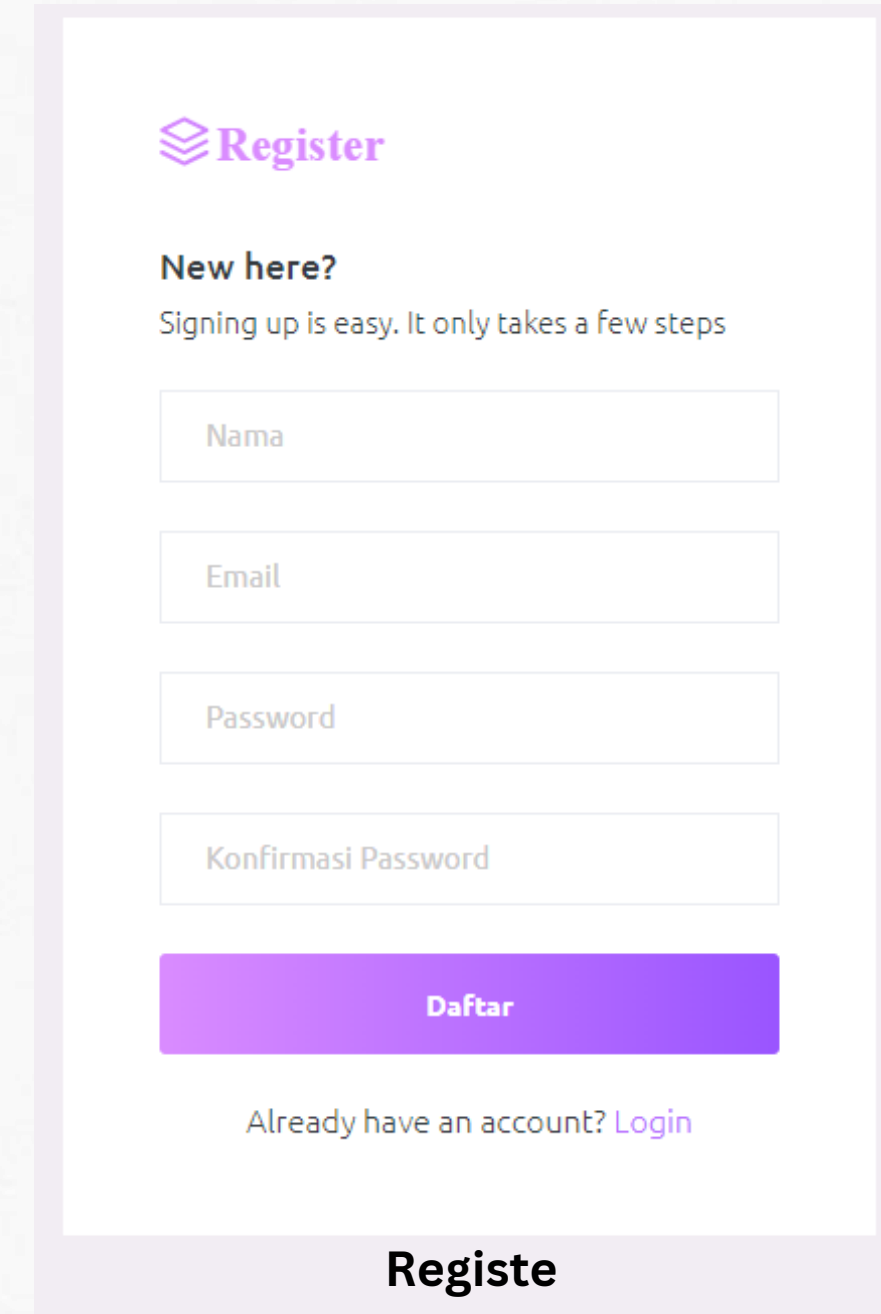 Register
New here?
Signing up is easy. It only takes a few steps
Nama
Email
Password
Konfirmasi Password
Daftar
Already have an account? Login
Registe